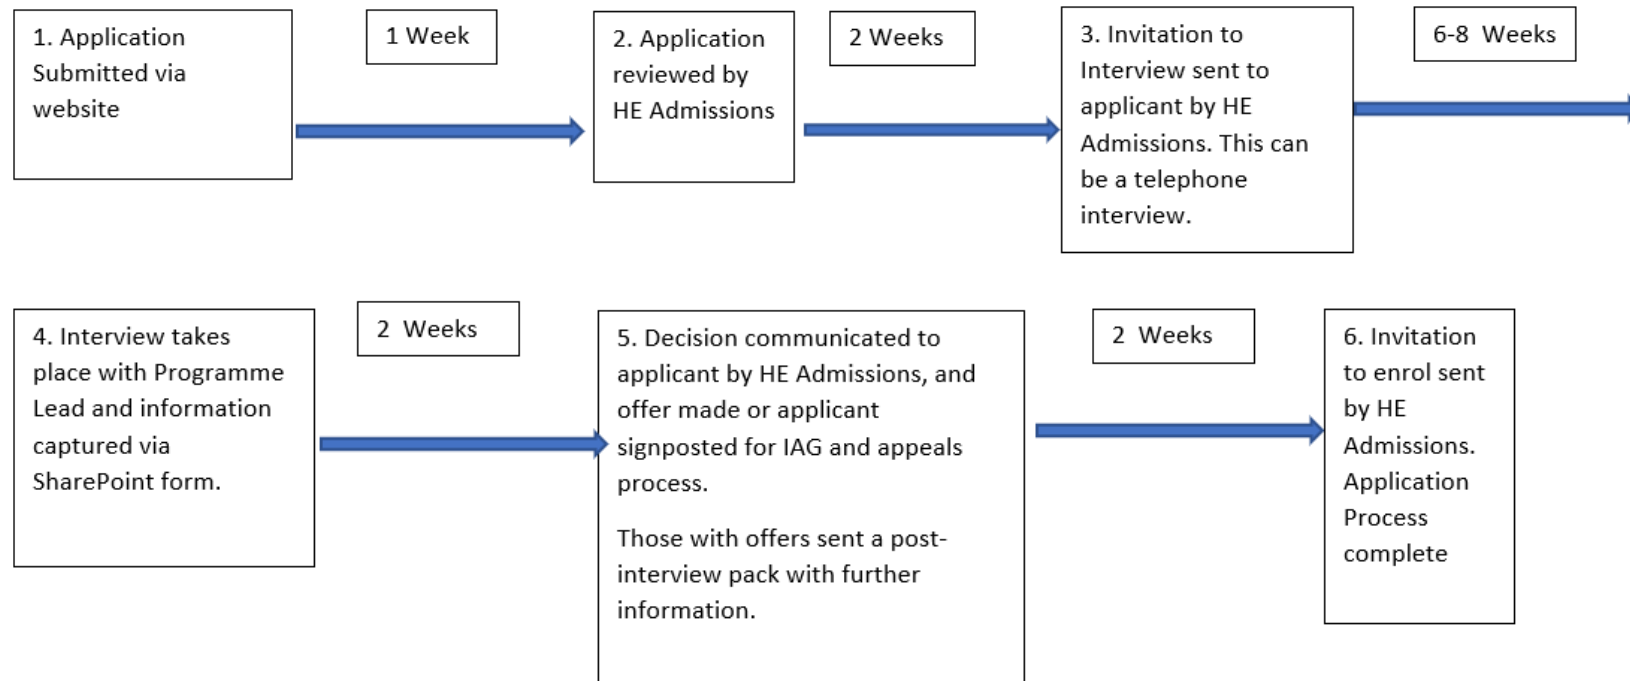 1. Application
Submitted via
website
1 Week
2. Application
reviewed by
HE Admissions
2 Weeks
3. Invitation to
Interview sent to
applicant by HE
Admissions. This can
be a telephone
interview.
6-8 Weeks
4. Interview takes
place with Programme
Lead and information
captured via
SharePoint form.
2 Weeks
5. Decision communicated to
applicant by HE Admissions, and
offer made or applicant
signposted for IAG and appeals
process.
Those with offers sent a post-
interview pack with further
information.
2 Weeks
6. Invitation
to enrol sent
by HE
Admissions.
Application
Process
complete